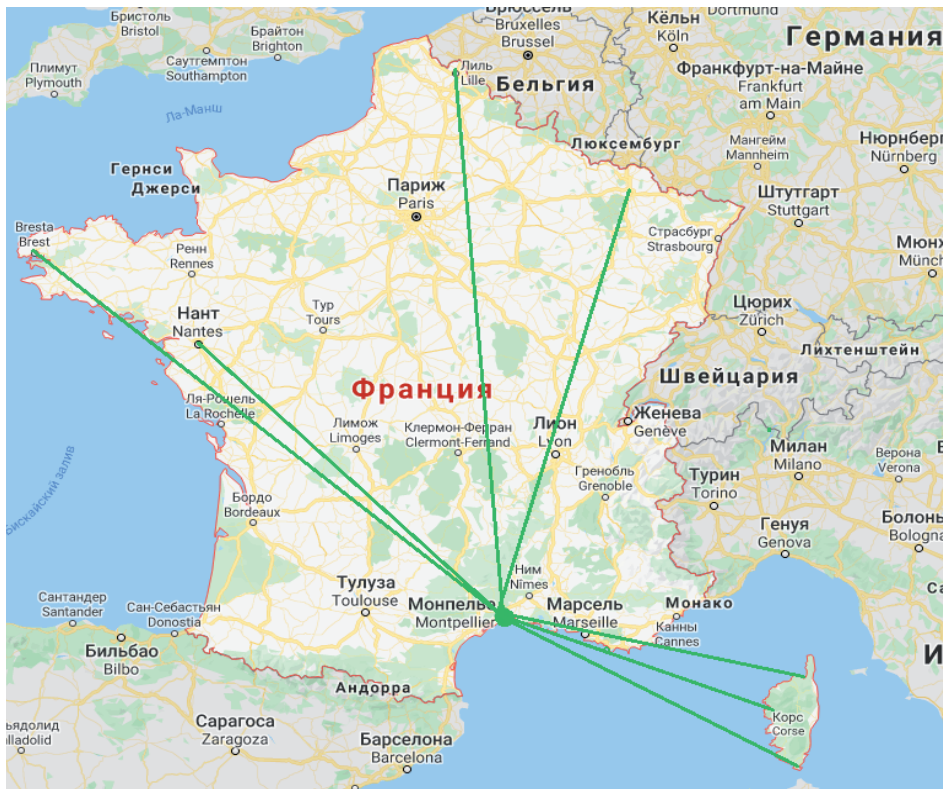 Бристоль
Bristol
Брайтон
Brighton
Саутгемптон
Southampton
Плимут
Plymouth
Ла-Манш
Брюссель
Bruxelles
Brussel
Кёльн
Köln
Dortmund
Германия
Лиль
Lille
Бельгия
Франкфурт-на-Майне
Frankfurt
am Main
Люксембург
Мангейм
Mannheim
Нюрнберг
Nürnberg
Гернси
Джерси
Париж
Paris
Штутгарт
Stuttgart
Страсбург
Strasbourg
Bresta
Brest
Ренн
Rennes
Мюнх
Münch
Нант
Nantes
Тур
Tours
Цюрих
Zürich
Лихтенштейн
Франция
Швейцария
Ля-Рошель
La Rochelle
Лимож
Limoges
Клермон-Ферран
Clermont-Ferrand
Лион
Lyon
Женева
Genève
Милан
Milano
Верона
Verona
Турин
Torino
Гренобль
Grenoble
Бискайский залив
Бордо
Bordeaux
Генуя
Genova
Болонь
Bologna
Ним
Nîmes
Тулуза
Toulouse
Монпелье
Montpellier
Марсель
Marseille
Монако
Канны
Cannes
Сантандер
Santander
Сан-Себастьян
Donostia
Бильбао
Bilbo
Андорра
Корс
Corse
ьядолид
alladolid
Сарагоса
Zaragoza
Барселона
Barcelona